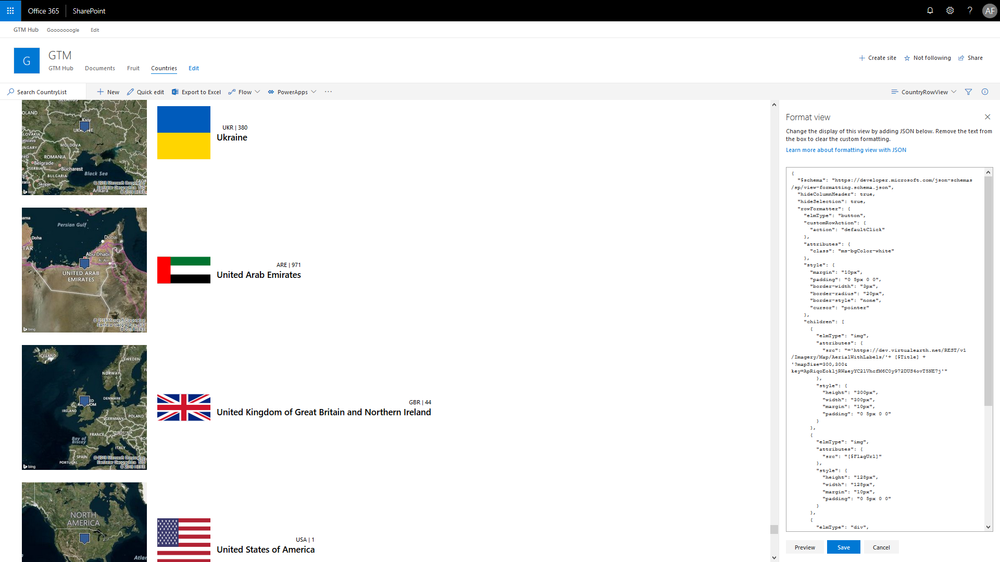 Office 365
SharePoint
AF
GTM Hub
Gooooooogle
Edit
G
GTM
GTM Hub
Documents
Fruit
Countries
Edit
Create site
Not following
Share
Search CountryList
New
Quick edit
Export to Excel
Flow
PowerApps
CountryRowView
OLAND
Kyiv
SLOVAKIA
MOLDOVA
ROMANIA
Belgrade
SERBIA
Bucharest
BULGARIA
Black Sea
Skopje
Ankara
© 2019 Microsoft Corporation
Earthstar Geographics SIO
© 2019 HERE
bing
UKR | 380
Ukraine
Persian Gulf
Doha
TAR
Dubai
Abu Dhabi
Al Ain
UNITED ARAB
EMIRATES
© 2019 Microsoft Corporation
Earthstar Geographics SIO
© 2019 HERE
bing
ARE | 971
United Arab Emirates
ICELAND
SWEDEN
NORWAY
DENMARK
IRELAND
GERMANY
POLAND
FRANCE
AUSTRIA
Bay of
Biscay
ITALY
SPAIN
PORTUGAL
© 2019 Microsoft Corporation
Earthstar Geographics SIO
© 2019 HERE
bing
GBR | 44
United Kingdom of Great Britain and Northern Ireland
NORTH
AMERICA
Atlan
USA | 1
United States of America
Format view
Change the display of this view by adding JSON below. Remove the text from
the box to clear the custom formatting.
Learn more about formatting view with JSON
{
"$schema": "https://developer.microsoft.com/json-schemas
/sp/view-formatting.schema.json",
"hideColumnHeader": true,
"hideSelection": true,
"rowFormatter": {
"elmType": "button",
"customRowAction": {
"action": "defaultClick"
},
"attributes": {
"class": "ms-bgColor-white"
},
"style": {
"margin": "10px",
"padding": "0 5px 0 0",
"border-width": "3px",
"border-radius": "20px",
"border-style": "none",
"cursor": "pointer"
},
"children": [
{
"elmType": "img",
"attributes": {
"src": "='https://dev.virtualearth.net/REST/v1
/Imagery/Map/AerialWithLabels/'+ [$Title] +
'?mapSize=300,300&
},
"style": {
"height": "300px",
"width": "300px",
"margin": "10px",
"padding": "0 5px 0 0"
}
},
{
"elmType": "img",
"attributes": {
"src": "[$FlagUrl]"
},
"style": {
"height": "128px",
"width": "128px",
"margin": "10px",
"padding": "0 5px 0 0"
}
},
{
"elmType": "div",
Preview
Save
Cancel